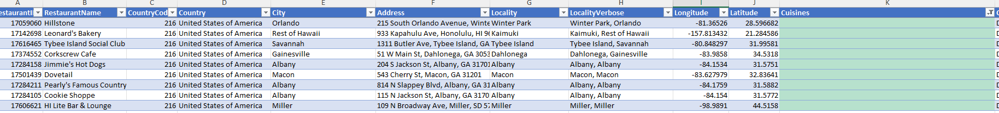 A B C D E F G H I J K
estaurantI RestaurantName CountryCod Country City Address Locality LocalityVerbose Longitude Latitude Cuisines
17059060 Hillstone 216 United States of America Orlando 215 South Orlando Avenue, Winte Winter Park Winter Park, Orlando -81.36526 28.596682
17142698 Leonard's Bakery 216 United States of America Rest of Hawaii 933 Kapahulu Ave, Honolulu, HI 96 Kaimuki Kaimuki, Rest of Hawaii -157.813432 21.284586
17616465 Tybee Island Social Club 216 United States of America Savannah 1311 Butler Ave, Tybee Island, GA Tybee Island Tybee Island, Savannah -80.848297 31.99581
17374552 Corkscrew Cafe 216 United States of America Gainesville 51 W Main St, Dahlonega, GA 3053 Dahlonega Dahlonega, Gainesville -83.9858 34.5318
17284158 Jimmie's Hot Dogs 216 United States of America Albany 204 S Jackson St, Albany, GA 31701 Albany Albany, Albany -84.1534 31.5751
17501439 Dovetail 216 United States of America Macon 543 Cherry St, Macon, GA 31201 Macon Macon, Macon -83.627979 32.83641
17284211 Pearly's Famous Country 216 United States of America Albany 814 N Slappey Blvd, Albany, GA 31 Albany Albany, Albany -84.1759 31.5882
17284105 Cookie Shoppe 216 United States of America Albany 115 N Jackson St, Albany, GA 3170 Albany Albany, Albany -84.154 31.5772
17606621 HI Lite Bar & Lounge 216 United States of America Miller 109 N Broadway Ave, Miller, SD 57 Miller Miller, Miller -98.9891 44.5158